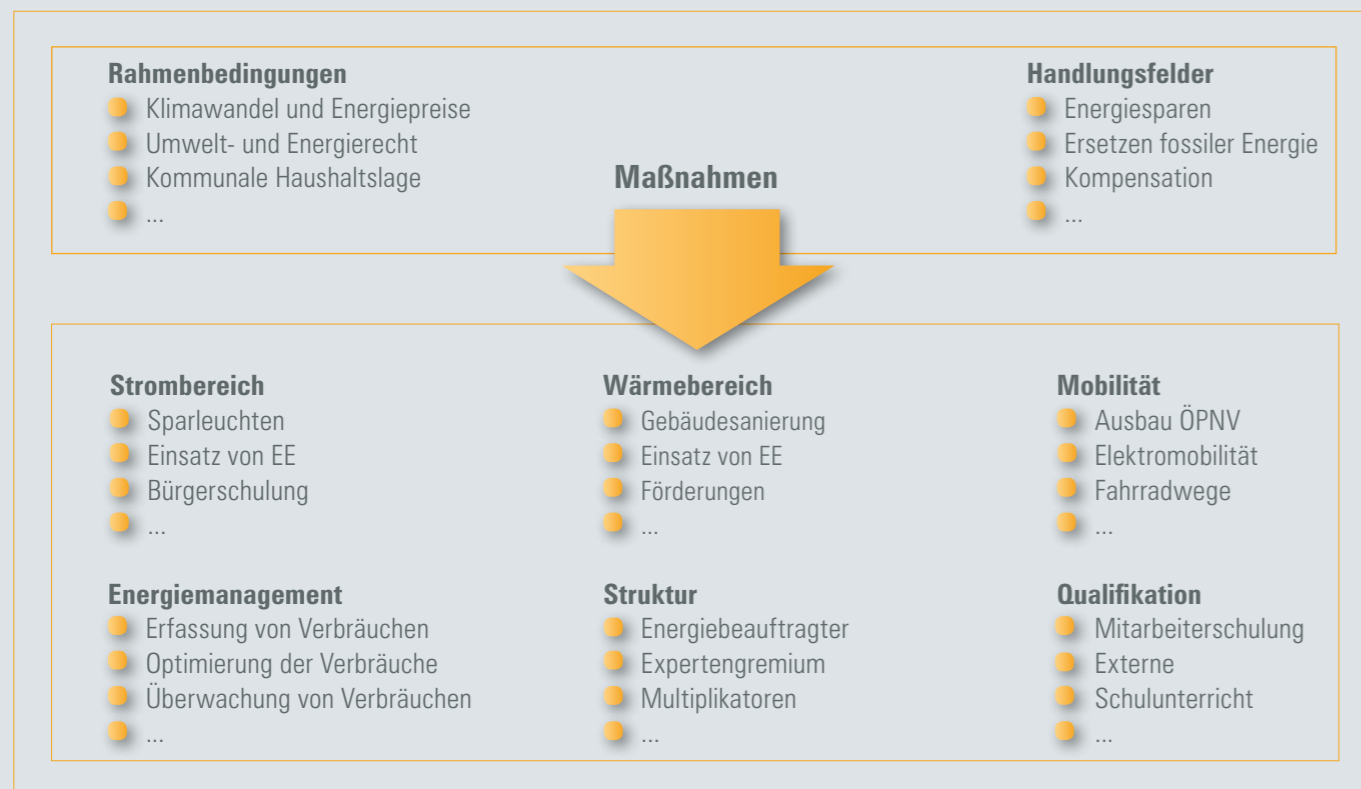 Rahmenbedingungen
Klimawandel und Energiepreise
Umwelt- und Energierecht
Kommunale Haushaltslage
...
Maßnahmen
Handlungsfelder
Energiesparen
Ersetzen fossiler Energie
Kompensation
...
Strombereich
Sparleuchten
Einsatz von EE
Bürgerschulung
...
Wärmebereich
Gebäudesanierung
Einsatz von EE
Förderungen
...
Mobilität
Ausbau ÖPNV
Elektromobilität
Fahrradwege
...
Energiemanagement
Erfassung von Verbräuchen
Optimierung der Verbräuche
Überwachung von Verbräuchen
...
Struktur
Energiebeauftragter
Expertengremium
Multiplikatoren
...
Qualifikation
Mitarbeiterschulung
Externe
Schulunterricht
...